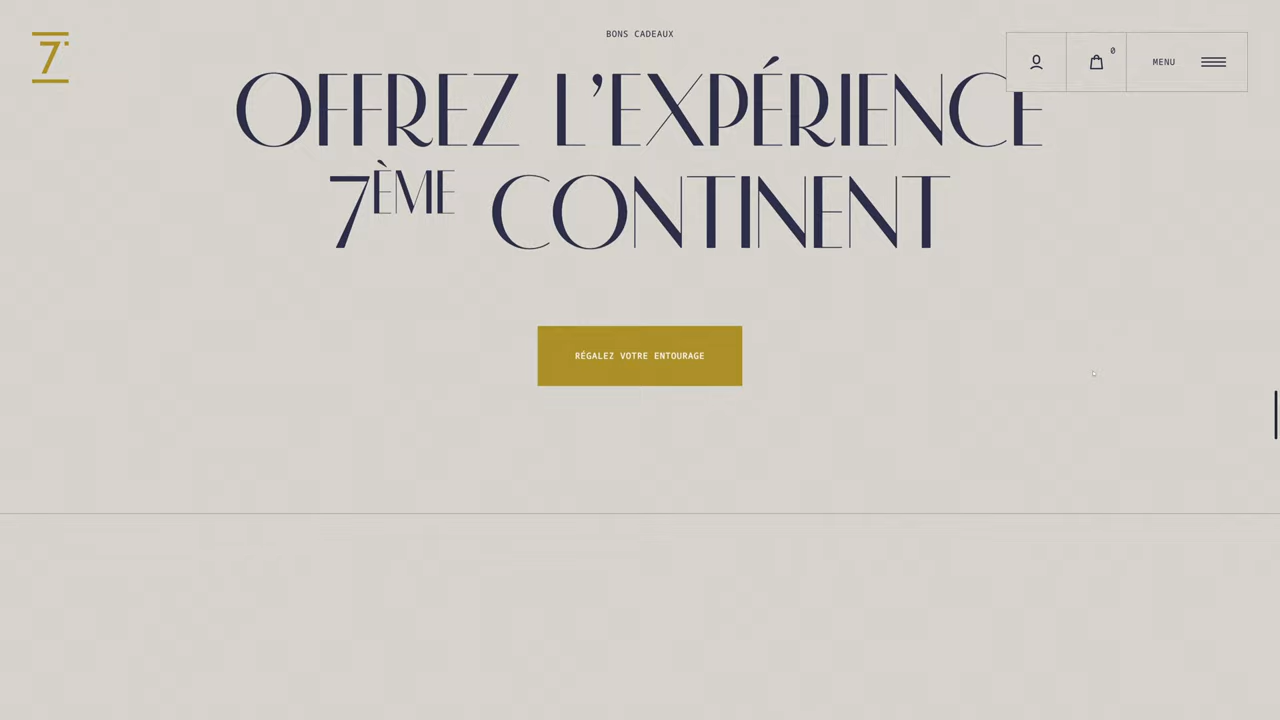 7
BONS CADEAUX
0
MENU
OFFREZ L’EXPÉRIENCE
7ÈME CONTINENT
RÉGALEZ VOTRE ENTOURAGE